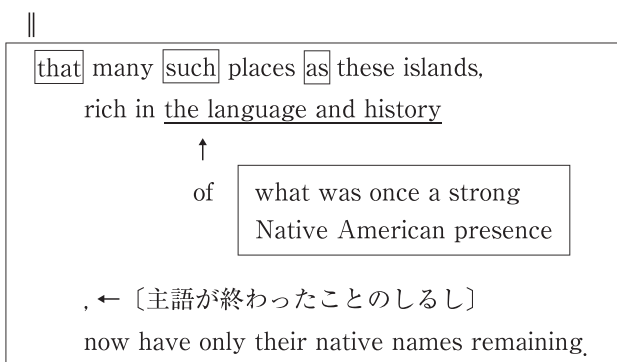 ||
that many such places as these islands,
rich in the language and history
↑
of what was once a strong
Native American presence
, ← 〔主語が終わったことのしるし〕
now have only their native names remaining.